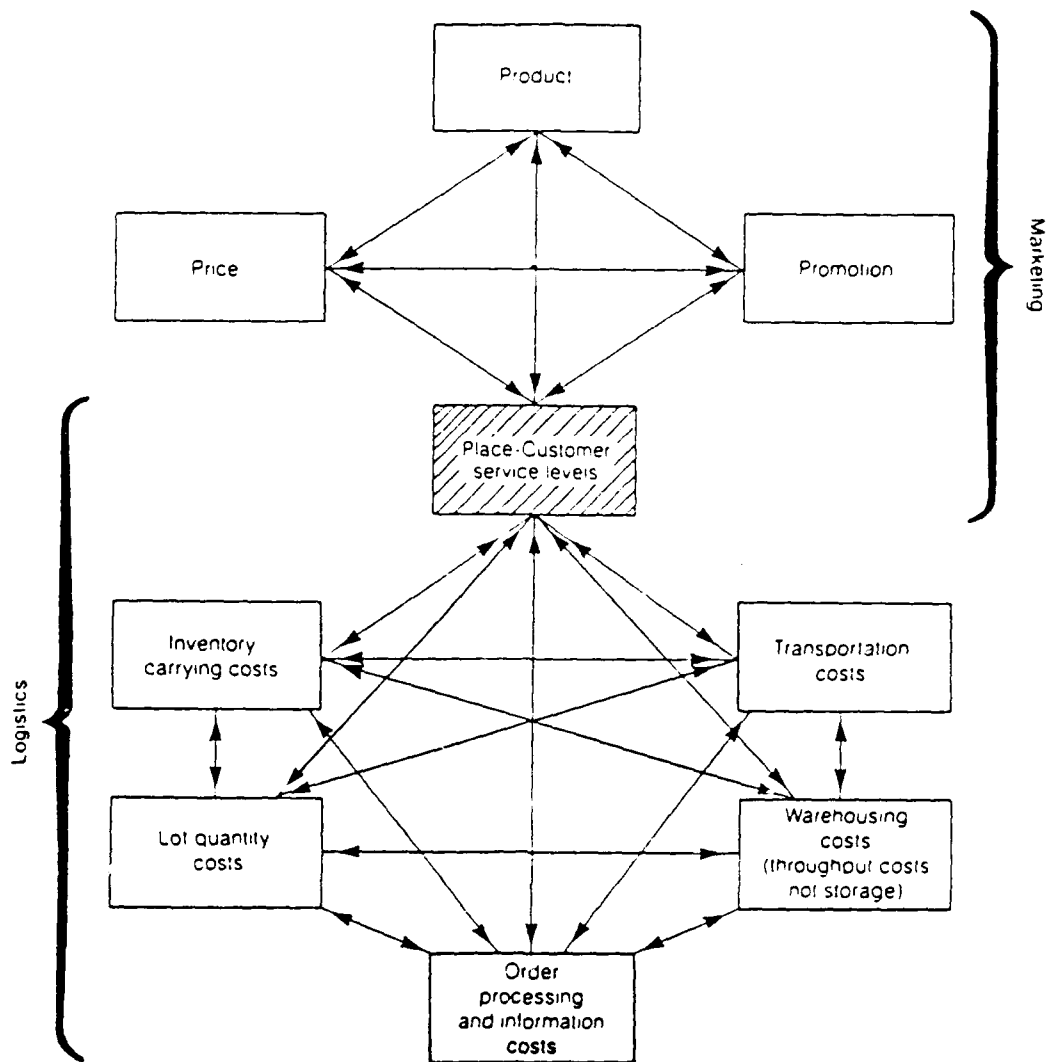 Product
Price
Promotion
Marketing
Place-Customer
service levels
Logistics
Inventory
carrying costs
Transportation
costs
Lot quantity
costs
Warehousing
costs
(throughout costs
not storage)
Order
processing
and information
costs